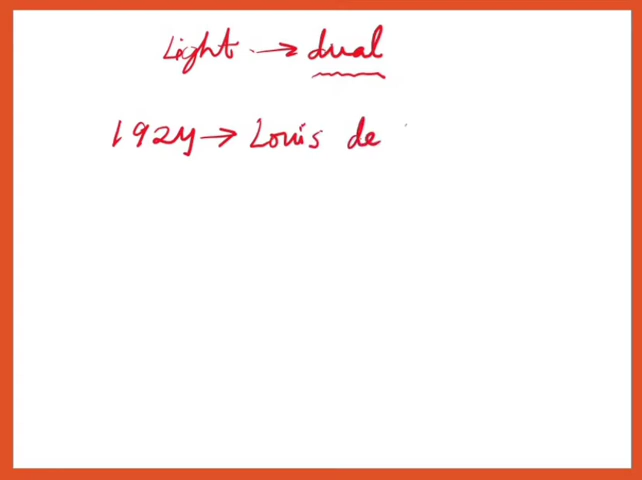 Light → dual
1924 → Louis de